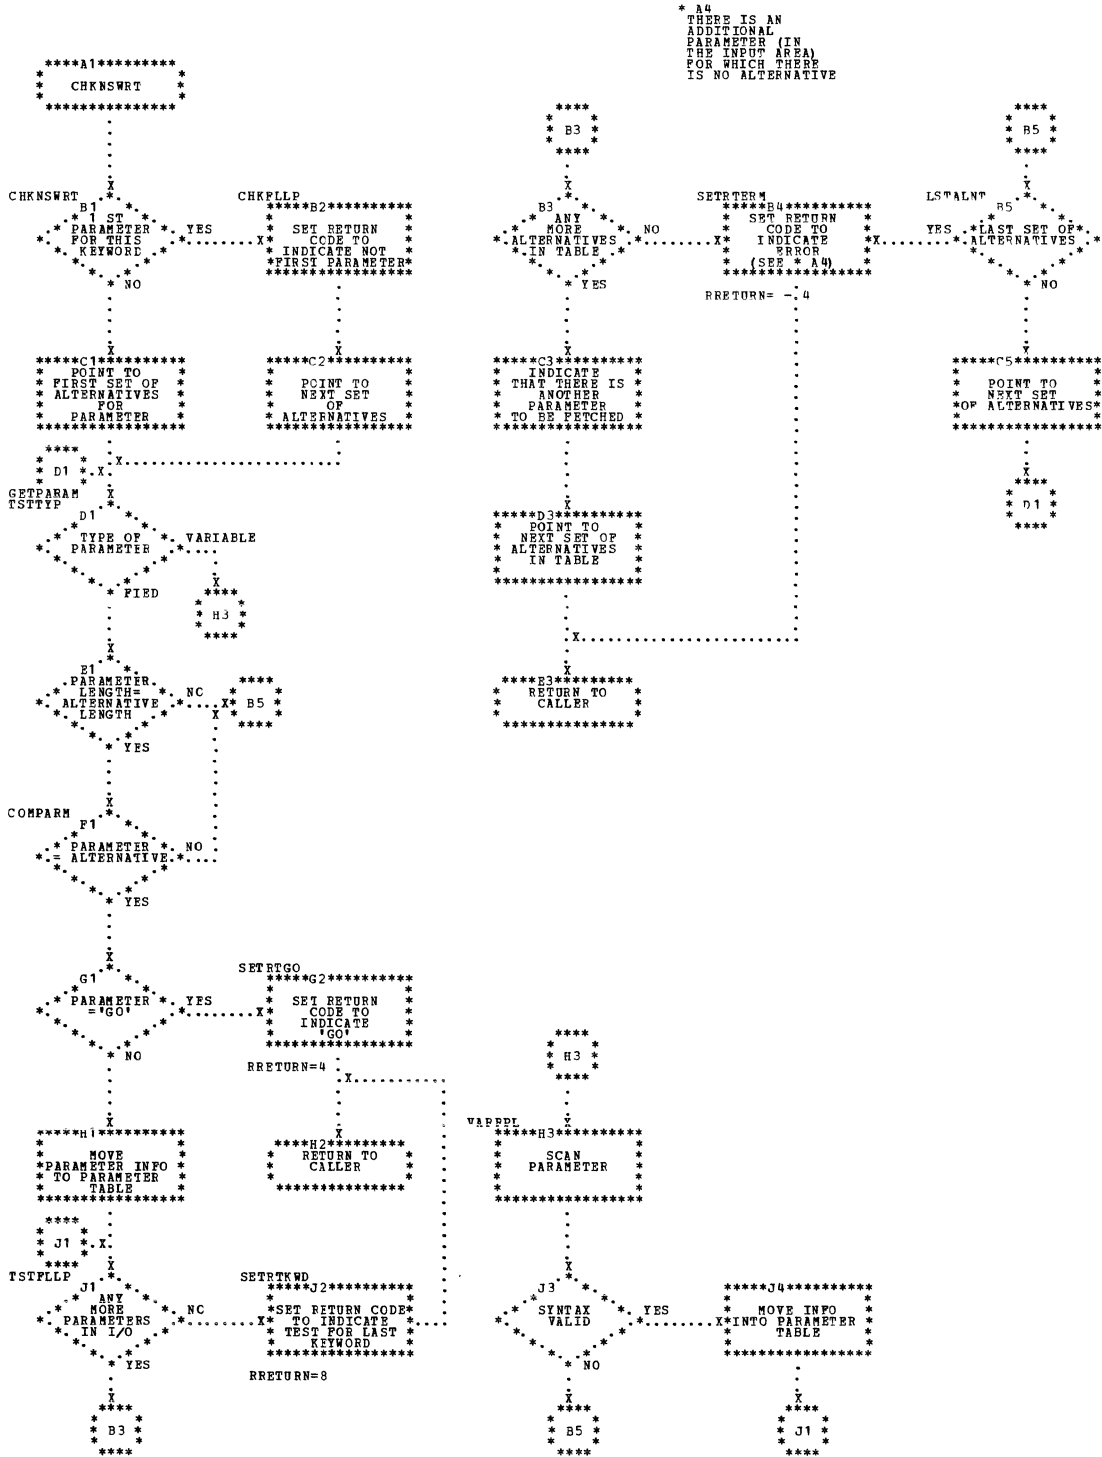 * A4
THERE IS AN
ADDITIONAL
PARAMETER (IN
THE INPUT AREA)
FOR WHICH THERE
IS NO ALTERNATIVE
****A1*********
CHKNSWRT
B3
B5
CHKNSWRT
B1
1 ST
PARAMETER
FOR THIS
KEYWORD
YES
NO
CHKFLLP
*****B2**********
SET RETURN
CODE TO
INDICATE NOT
FIRST PARAMETER
B3
ANY
MORE
ALTERNATIVES
IN TABLE
NO
YES
SETRTERM
*****B4**********
SET RETURN
CODE TO
INDICATE
ERROR
(SEE * A4)
RRETURN= - 4
LSTALNT
B5
LAST SET OF
ALTERNATIVES
YES
NO
*****C1**********
POINT TO
FIRST SET OF
ALTERNATIVES
FOR
PARAMETER
*****C2**********
POINT TO
NEXT SET
OF
ALTERNATIVES
*****C3**********
INDICATE
THAT THERE IS
ANOTHER
PARAMETER
TO BE FETCHED
*****C5**********
POINT TO
NEXT SET
OF ALTERNATIVES
D1
D1
GETPARAM
TSTTYP
D1
TYPE OF
PARAMETER
VARIABLE
FIED
H3
*****D3**********
POINT TO
NEXT SET OF
ALTERNATIVES
IN TABLE
E1
PARAMETER
LENGTH=
ALTERNATIVE
LENGTH
NC
YES
B5
****E3*********
RETURN TO
CALLER
COMPARM
F1
PARAMETER
= ALTERNATIVE
NO
YES
G1
PARAMETER
='GO'
YES
NO
SETRTGO
*****G2**********
SET RETURN
CODE TO
INDICATE
'GO'
RRETURN=4
H3
*****H1**********
MOVE
PARAMETER INFO
TO PARAMETER
TABLE
****H2*********
RETURN TO
CALLER
*****H3**********
SCAN
PARAMETER
J1
TSTFLLP
J1
ANY
MORE
PARAMETERS
IN I/O
NC
YES
SETRTKWD
*****J2**********
SET RETURN CODE
TO INDICATE
TEST FOR LAST
KEYWORD
RRETURN=8
J3
SYNTAX
VALID
YES
NO
*****J4**********
MOVE INFO
INTO PARAMETER
TABLE
B3
B5
J1